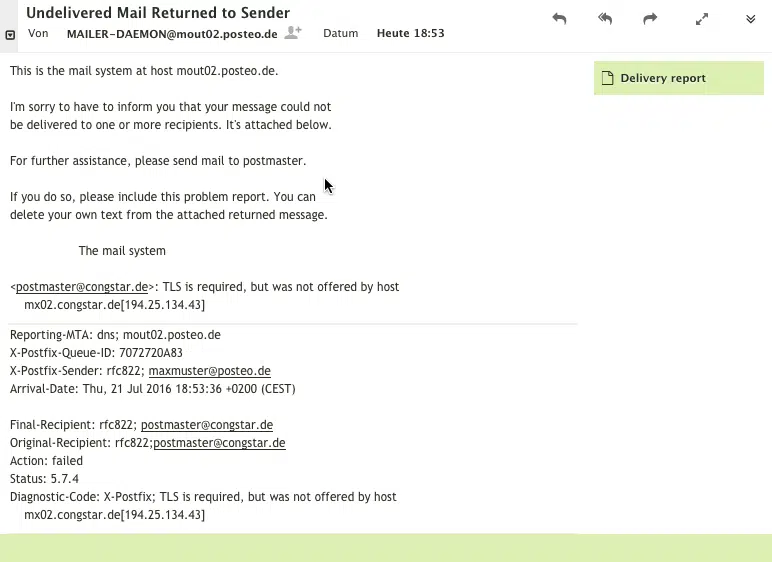 Undelivered Mail Returned to Sender
Von MAILER-DAEMON@mout02.posteo.de Datum Heute 18:53
This is the mail system at host mout02.posteo.de.
Delivery report
I'm sorry to have to inform you that your message could not
be delivered to one or more recipients. It's attached below.
For further assistance, please send mail to postmaster.
If you do so, please include this problem report. You can
delete your own text from the attached returned message.
The mail system
<postmaster@congstar.de>: TLS is required, but was not offered by host
mx02.congstar.de[194.25.134.43]
Reporting-MTA: dns; mout02.posteo.de
X-Postfix-Queue-ID: 7072720A83
X-Postfix-Sender: rfc822; maxmuster@posteo.de
Arrival-Date: Thu, 21 Jul 2016 18:53:36 +0200 (CEST)
Final-Recipient: rfc822; postmaster@congstar.de
Original-Recipient: rfc822;postmaster@congstar.de
Action: failed
Status: 5.7.4
Diagnostic-Code: X-Postfix; TLS is required, but was not offered by host
mx02.congstar.de[194.25.134.43]